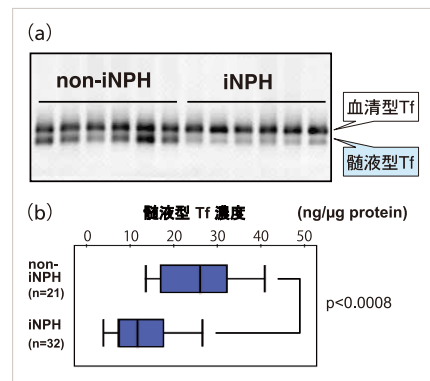 (a)
non-iNPH iNPH
血清型Tf
髄液型Tf
(b)
髄液型 Tf 濃度 (ng/μg protein)
0 10 20 30 40 50
non-
iNPH
(n=21)
iNPH
(n=32)
p<0.0008